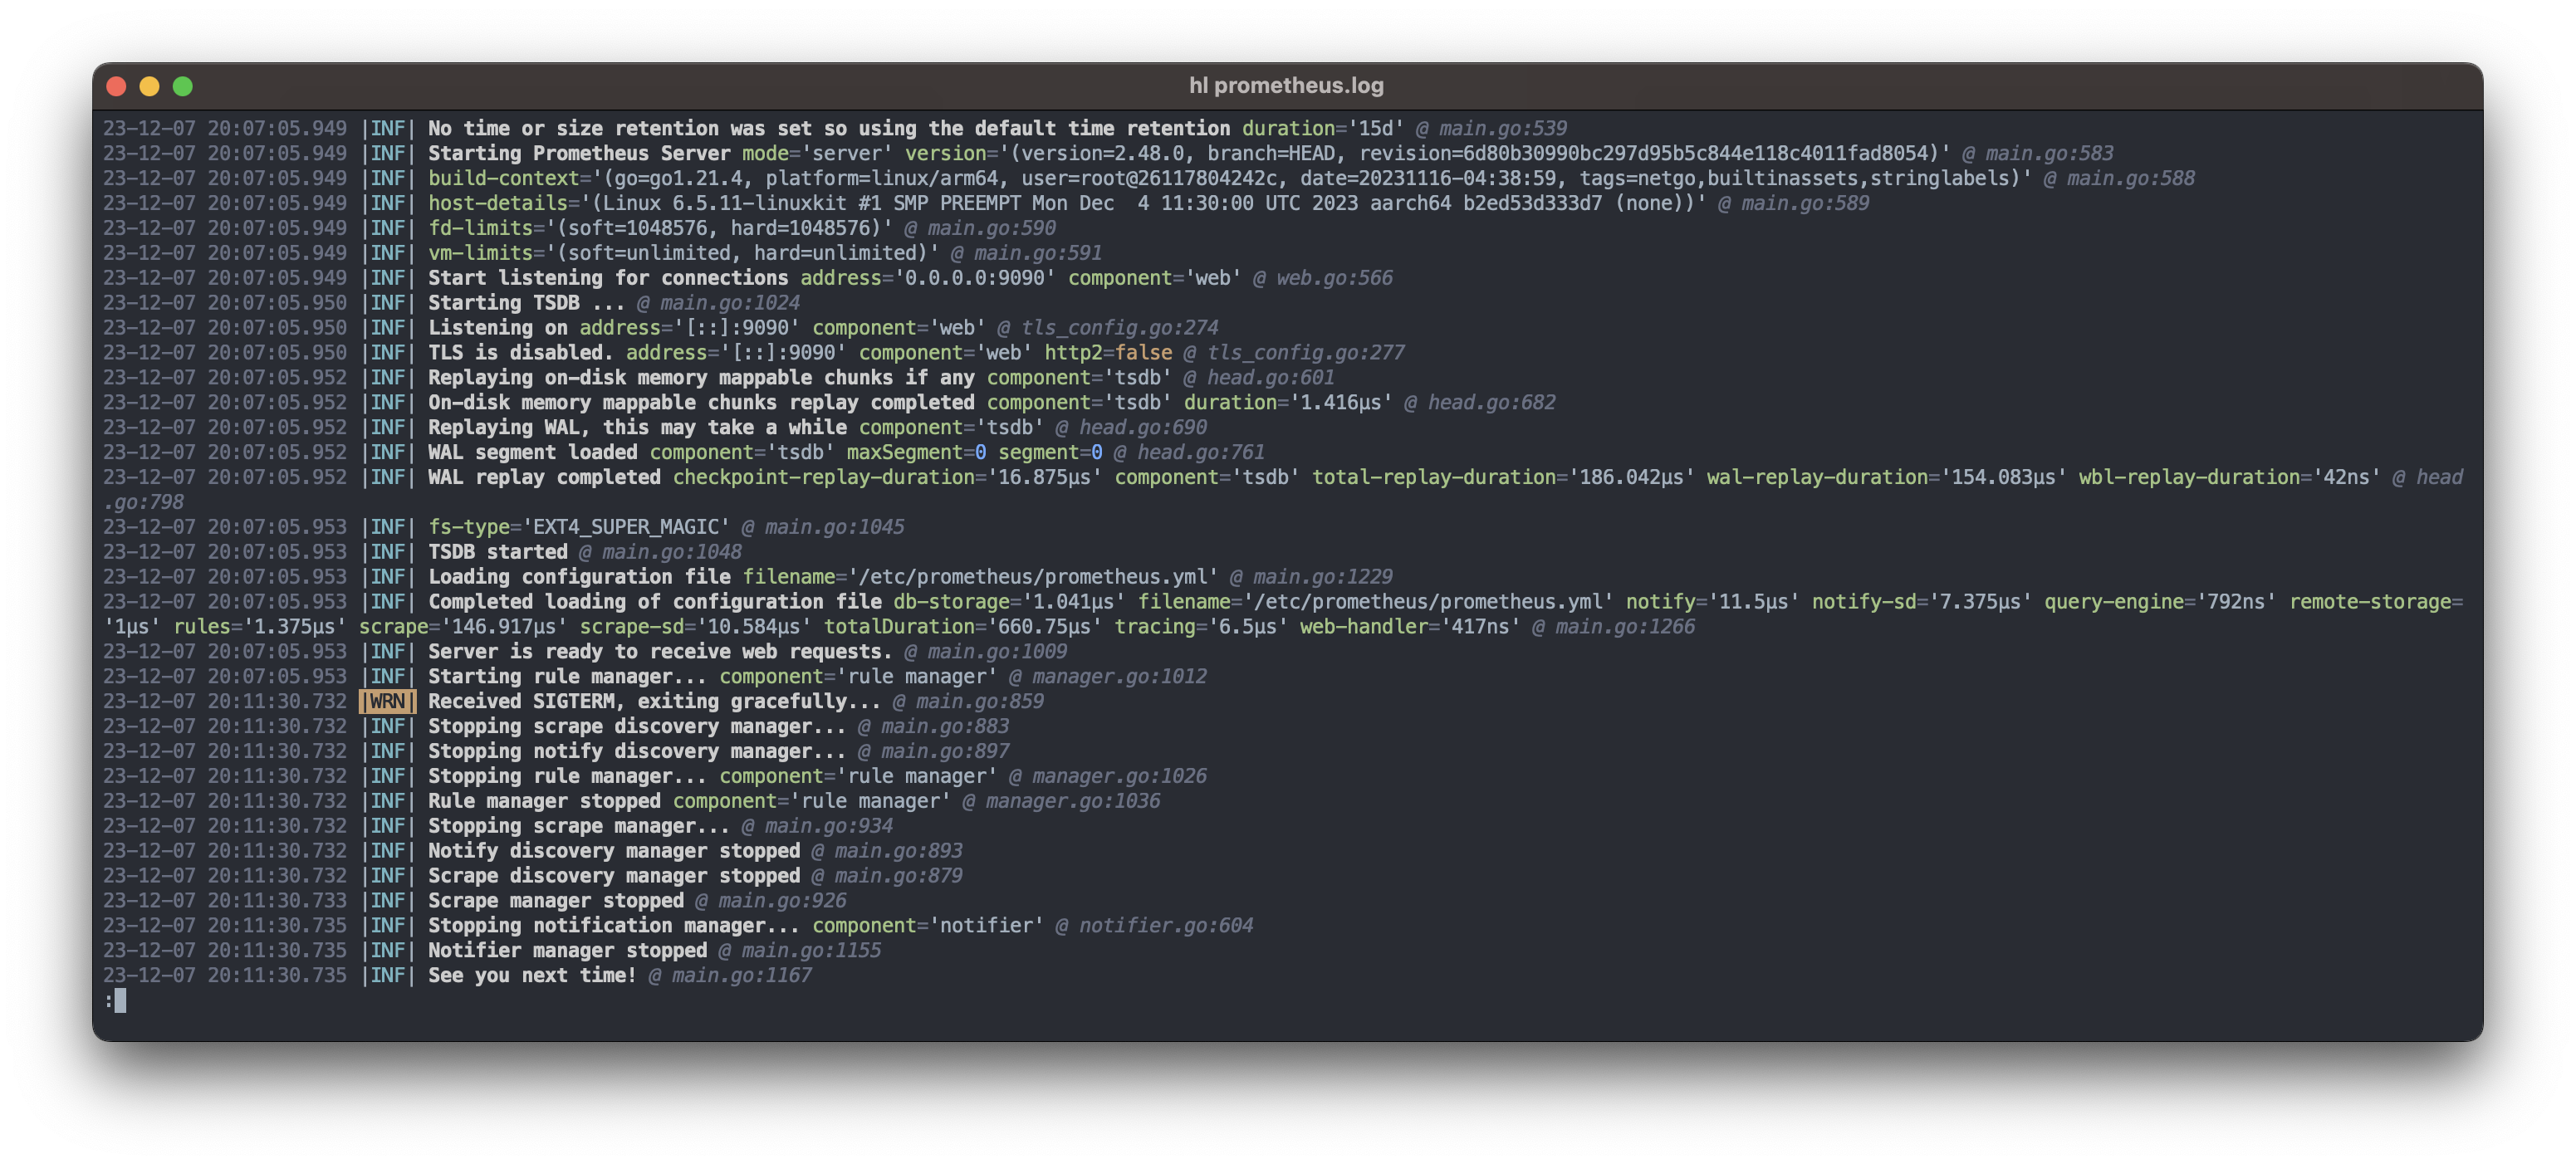 hl prometheus.log
23-12-07 20:07:05.949 |INF| No time or size retention was set so using the default time retention duration='15d' @ main.go:539
23-12-07 20:07:05.949 |INF| Starting Prometheus Server mode='server' version='(version=2.48.0, branch=HEAD, revision=6d80b30990bc297d95b5c844e118c4011fad8054)' @ main.go:583
23-12-07 20:07:05.949 |INF| build-context='(go=go1.21.4, platform=linux/arm64, user=root@26117804242c, date=20231116-04:38:59, tags=netgo,builtinassets,stringlabels)' @ main.go:588
23-12-07 20:07:05.949 |INF| host-details='(Linux 6.5.11-linuxkit #1 SMP PREEMPT Mon Dec  4 11:30:00 UTC 2023 aarch64 b2ed53d333d7 (none))' @ main.go:589
23-12-07 20:07:05.949 |INF| fd-limits='(soft=1048576, hard=1048576)' @ main.go:590
23-12-07 20:07:05.949 |INF| vm-limits='(soft=unlimited, hard=unlimited)' @ main.go:591
23-12-07 20:07:05.949 |INF| Start listening for connections address='0.0.0.0:9090' component='web' @ web.go:566
23-12-07 20:07:05.950 |INF| Starting TSDB ... @ main.go:1024
23-12-07 20:07:05.950 |INF| Listening on address='[::]:9090' component='web' @ tls_config.go:274
23-12-07 20:07:05.950 |INF| TLS is disabled. address='[::]:9090' component='web' http2=false @ tls_config.go:277
23-12-07 20:07:05.952 |INF| Replaying on-disk memory mappable chunks if any component='tsdb' @ head.go:601
23-12-07 20:07:05.952 |INF| On-disk memory mappable chunks replay completed component='tsdb' duration='1.416µs' @ head.go:682
23-12-07 20:07:05.952 |INF| Replaying WAL, this may take a while component='tsdb' @ head.go:690
23-12-07 20:07:05.952 |INF| WAL segment loaded component='tsdb' maxSegment=0 segment=0 @ head.go:761
23-12-07 20:07:05.952 |INF| WAL replay completed checkpoint-replay-duration='16.875µs' component='tsdb' total-replay-duration='186.042µs' wal-replay-duration='154.083µs' wbl-replay-duration='42ns' @ head
.go:798
23-12-07 20:07:05.953 |INF| fs-type='EXT4_SUPER_MAGIC' @ main.go:1045
23-12-07 20:07:05.953 |INF| TSDB started @ main.go:1048
23-12-07 20:07:05.953 |INF| Loading configuration file filename='/etc/prometheus/prometheus.yml' @ main.go:1229
23-12-07 20:07:05.953 |INF| Completed loading of configuration file db-storage='1.041µs' filename='/etc/prometheus/prometheus.yml' notify='11.5µs' notify-sd='7.375µs' query-engine='792ns' remote-storage=
'1µs' rules='1.375µs' scrape='146.917µs' scrape-sd='10.584µs' totalDuration='660.75µs' tracing='6.5µs' web-handler='417ns' @ main.go:1266
23-12-07 20:07:05.953 |INF| Server is ready to receive web requests. @ main.go:1009
23-12-07 20:07:05.953 |INF| Starting rule manager... component='rule manager' @ manager.go:1012
23-12-07 20:11:30.732 |WRN| Received SIGTERM, exiting gracefully... @ main.go:859
23-12-07 20:11:30.732 |INF| Stopping scrape discovery manager... @ main.go:883
23-12-07 20:11:30.732 |INF| Stopping notify discovery manager... @ main.go:897
23-12-07 20:11:30.732 |INF| Stopping rule manager... component='rule manager' @ manager.go:1026
23-12-07 20:11:30.732 |INF| Rule manager stopped component='rule manager' @ manager.go:1036
23-12-07 20:11:30.732 |INF| Stopping scrape manager... @ main.go:934
23-12-07 20:11:30.732 |INF| Notify discovery manager stopped @ main.go:893
23-12-07 20:11:30.732 |INF| Scrape discovery manager stopped @ main.go:879
23-12-07 20:11:30.733 |INF| Scrape manager stopped @ main.go:926
23-12-07 20:11:30.735 |INF| Stopping notification manager... component='notifier' @ notifier.go:604
23-12-07 20:11:30.735 |INF| Notifier manager stopped @ main.go:1155
23-12-07 20:11:30.735 |INF| See you next time! @ main.go:1167
: